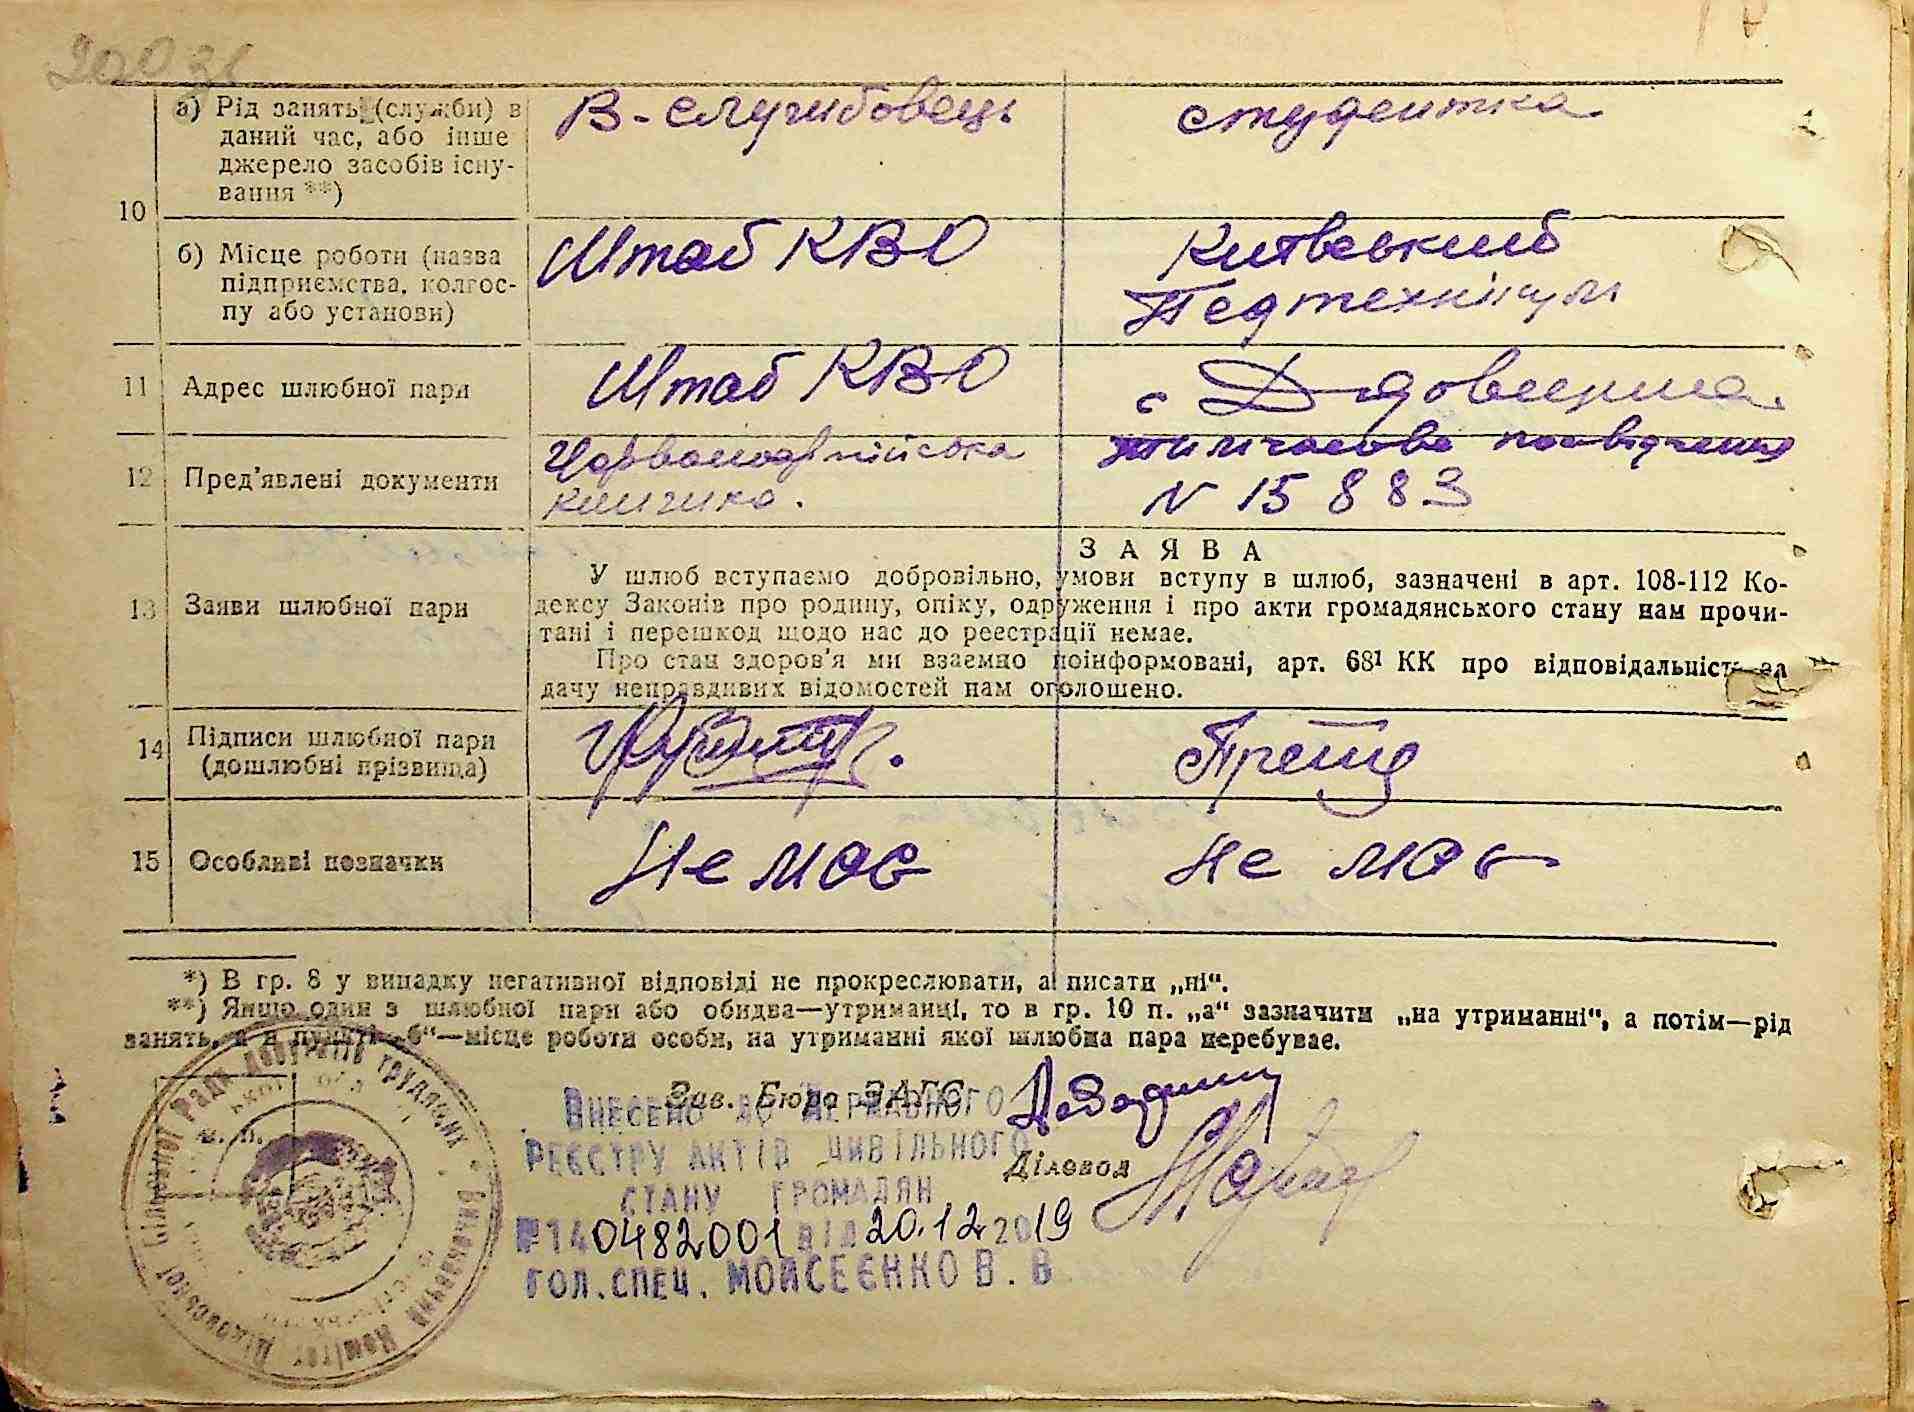 10
а) Рід занять (служби) в
даний час, або інше
джерело засобів існу-
вання **)
В-службовець
студентка
б) Місце роботи (назва
підприємства, колгос-
пу або установи)
Штаб КВО
Київський
Педтехнікум
11
Адрес шлюбної пари
Штаб КВО
с Дідовщина
12
Пред'явлені документи
Червоноармійська
книжка.
тимчасове посвідчення
N 15883
13
Заяви шлюбної пари
ЗАЯВА
У шлюб вступаємо добровільно, умови вступу в шлюб, зазначені в арт. 108-112 Ко-
дексу Законів про родину, опіку, одруження і про акти громадянського стану нам прочи-
тані і перешкод щодо нас до реєстрації немає.
Про стан здоров'я ми взаємно поінформовані, арт. 68¹ КК про відповідальність за
дачу неправдивих відомостей нам оголошено.
14
Підписи шлюбної пари
(дошлюбні прізвища)
15
Особливі позначки
Не має
Не має
*) В гр. 8 у випадку негативної відповіді не прокреслювати, а писати „ні“.
**) Якщо один з шлюбної пари або обидва—утриманці, то в гр. 10 п. „а“ зазначити „на утриманні“, а потім—рід
занять, а в пункті „б“—місце роботи особи, на утриманні якої шлюбна пара перебуває.
Зав. Бюро ЗАГС
Діловод
м. п.
Внесено до Державного
реєстру актів цивільного
стану громадян
№140482001 від 20.12 2019
гол.спец. Мойсеєнко В.В
Виконавчий Комітет Дідовської сільської Ради депутатів трудящих